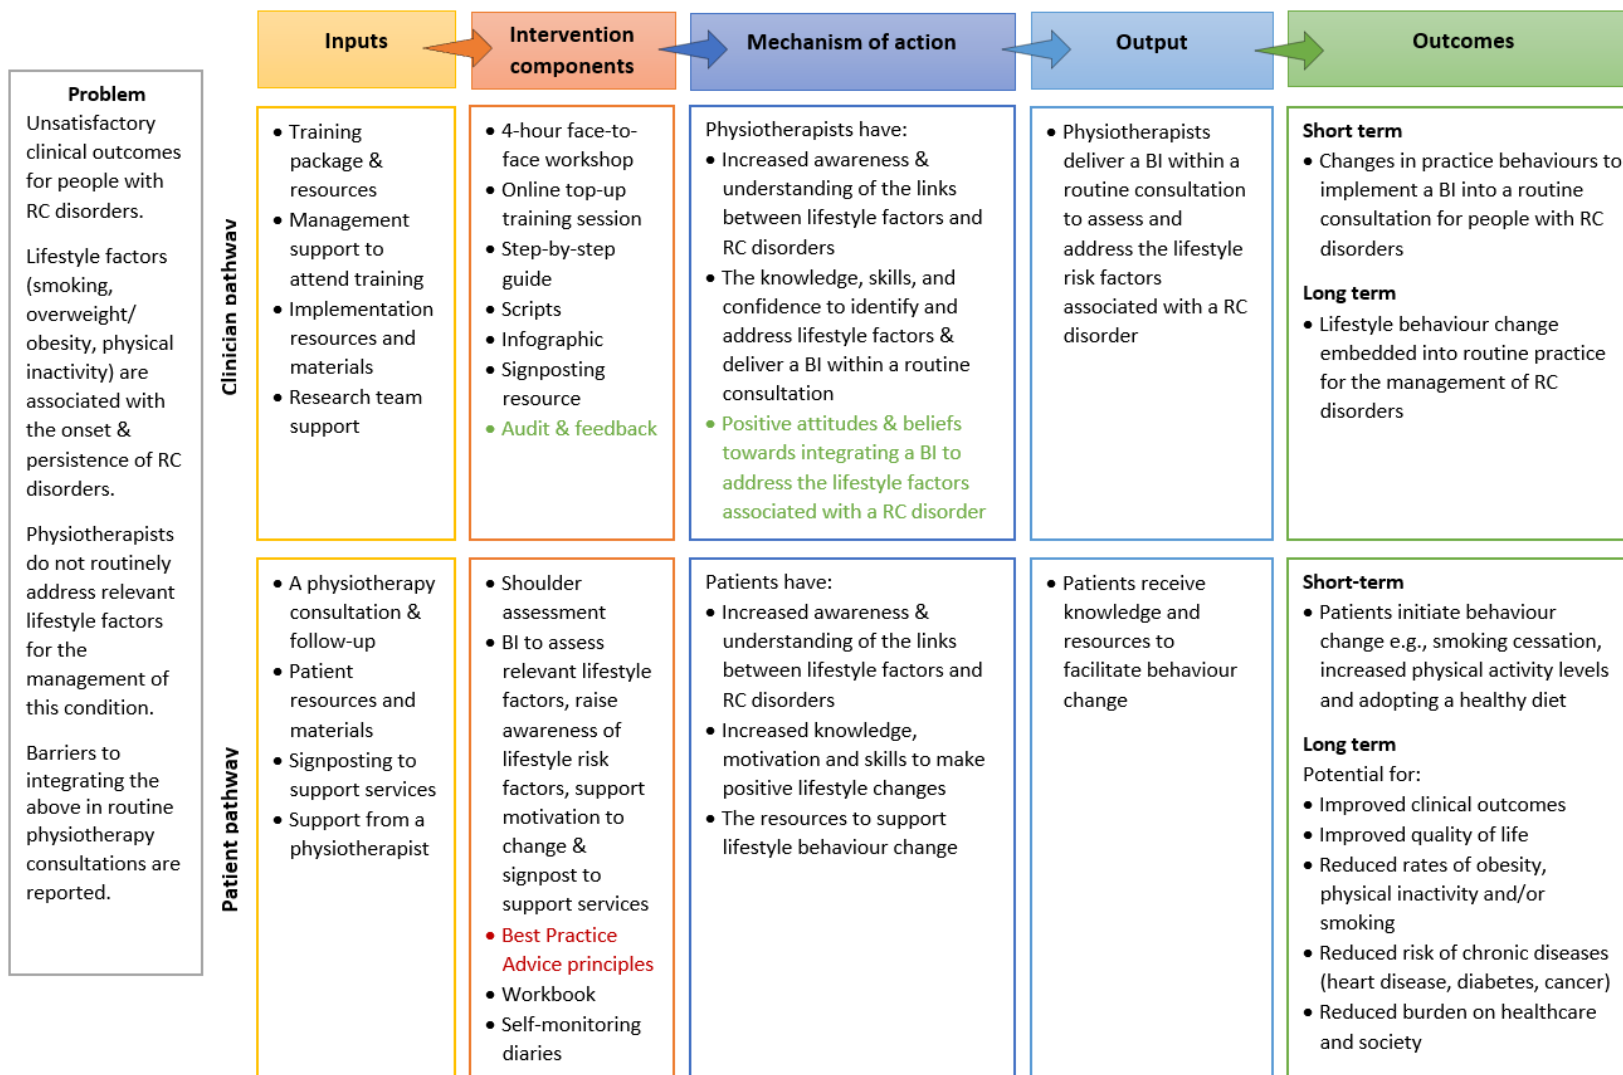 Inputs
Intervention
components
Mechanism of action
Output
Outcomes
Problem
Unsatisfactory
clinical outcomes
for people with
RC disorders.
Lifestyle factors
(smoking,
overweight/
obesity, physical
inactivity) are
associated with
the onset &
persistence of RC
disorders.
Physiotherapists
do not routinely
address relevant
lifestyle factors
for the
management of
this condition.
Barriers to
integrating the
above in routine
physiotherapy
consultations are
reported.
Clinician pathway
• Training
package &
resources
• Management
support to
attend training
• Implementation
resources and
materials
• Research team
support
• 4-hour face-to-
face workshop
• Online top-up
training session
• Step-by-step
guide
• Scripts
• Infographic
• Signposting
resource
• Audit & feedback
Physiotherapists have:
• Increased awareness &
understanding of the links
between lifestyle factors and
RC disorders
• The knowledge, skills, and
confidence to identify and
address lifestyle factors &
deliver a BI within a routine
consultation
• Positive attitudes & beliefs
towards integrating a BI to
address the lifestyle factors
associated with a RC disorder
• Physiotherapists
deliver a BI within a
routine consultation
to assess and
address the lifestyle
risk factors
associated with a RC
disorder
Short term
• Changes in practice behaviours to
implement a BI into a routine
consultation for people with RC
disorders
Long term
• Lifestyle behaviour change
embedded into routine practice
for the management of RC
disorders
Patient pathway
• A physiotherapy
consultation &
follow-up
• Patient
resources and
materials
• Signposting to
support services
• Support from a
physiotherapist
• Shoulder
assessment
• BI to assess
relevant lifestyle
factors, raise
awareness of
lifestyle risk
factors, support
motivation to
change &
signpost to
support services
• Best Practice
Advice principles
• Workbook
• Self-monitoring
diaries
Patients have:
• Increased awareness &
understanding of the links
between lifestyle factors and
RC disorders
• Increased knowledge,
motivation and skills to make
positive lifestyle changes
• The resources to support
lifestyle behaviour change
• Patients receive
knowledge and
resources to
facilitate behaviour
change
Short-term
• Patients initiate behaviour
change e.g., smoking cessation,
increased physical activity levels
and adopting a healthy diet
Long term
Potential for:
• Improved clinical outcomes
• Improved quality of life
• Reduced rates of obesity,
physical inactivity and/or
smoking
• Reduced risk of chronic diseases
(heart disease, diabetes, cancer)
• Reduced burden on healthcare
and society